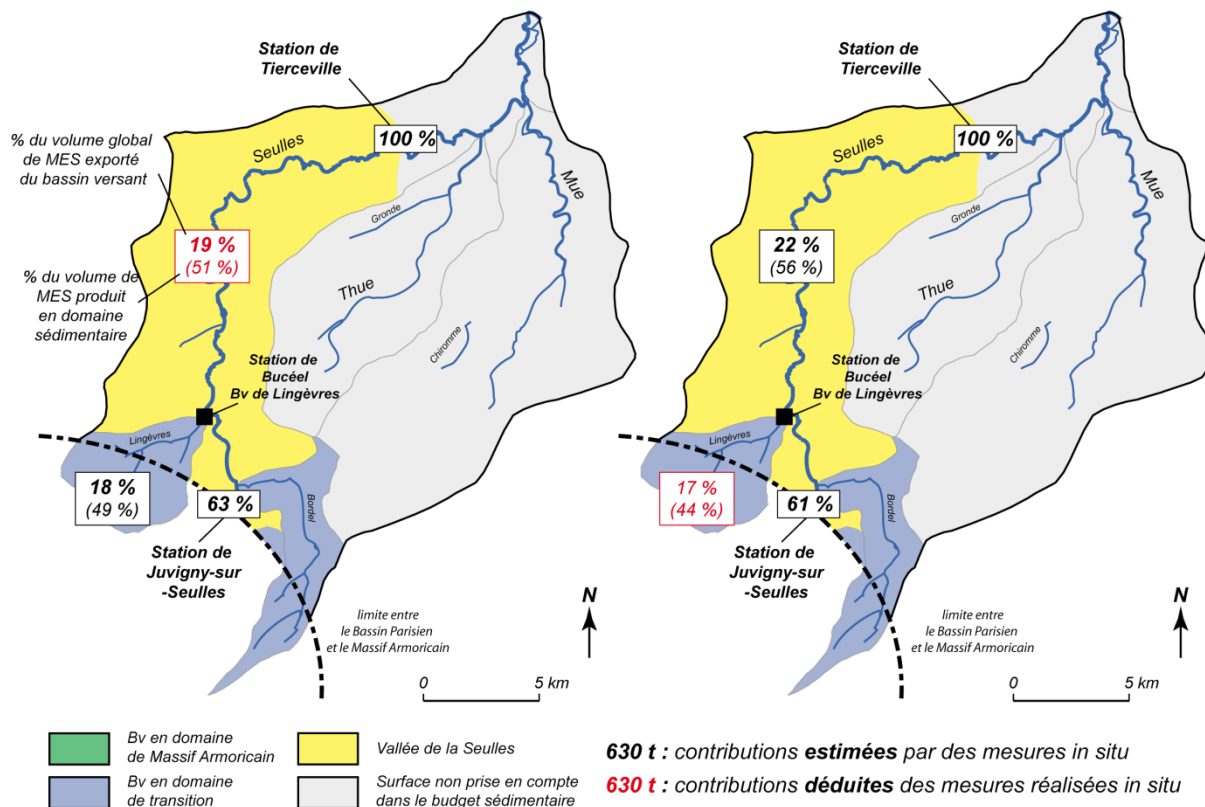 Station de
Tierceville
% du volume global
de MES exporté
du bassin versant
100 %
Seulles
Mue
Gronde
19 %
(51 %)
% du volume de
MES produit
en domaine
sédimentaire
Thue
Chiromme
Station de
Bucéel
Bv de Lingèvres
Lingèvres
18 %
(49 %)
63 %
Bordel
Station de
Juvigny-sur
-Seulles
limite entre
le Bassin Parisien
et le Massif Armoricain
N
0 5 km
Station de
Tierceville
100 %
Seulles
Mue
Gronde
22 %
(56 %)
Thue
Chiromme
Station de
Bucéel
Bv de Lingèvres
Lingèvres
17 %
(44 %)
61 %
Bordel
Station de
Juvigny-sur
-Seulles
limite entre
le Bassin Parisien
et le Massif Armoricain
N
0 5 km
Bv en domaine
de Massif Armoricain
Bv en domaine
de transition
Vallée de la Seulles
Surface non prise en compte
dans le budget sédimentaire
630 t : contributions estimées par des mesures in situ
630 t : contributions déduites des mesures réalisées in situ